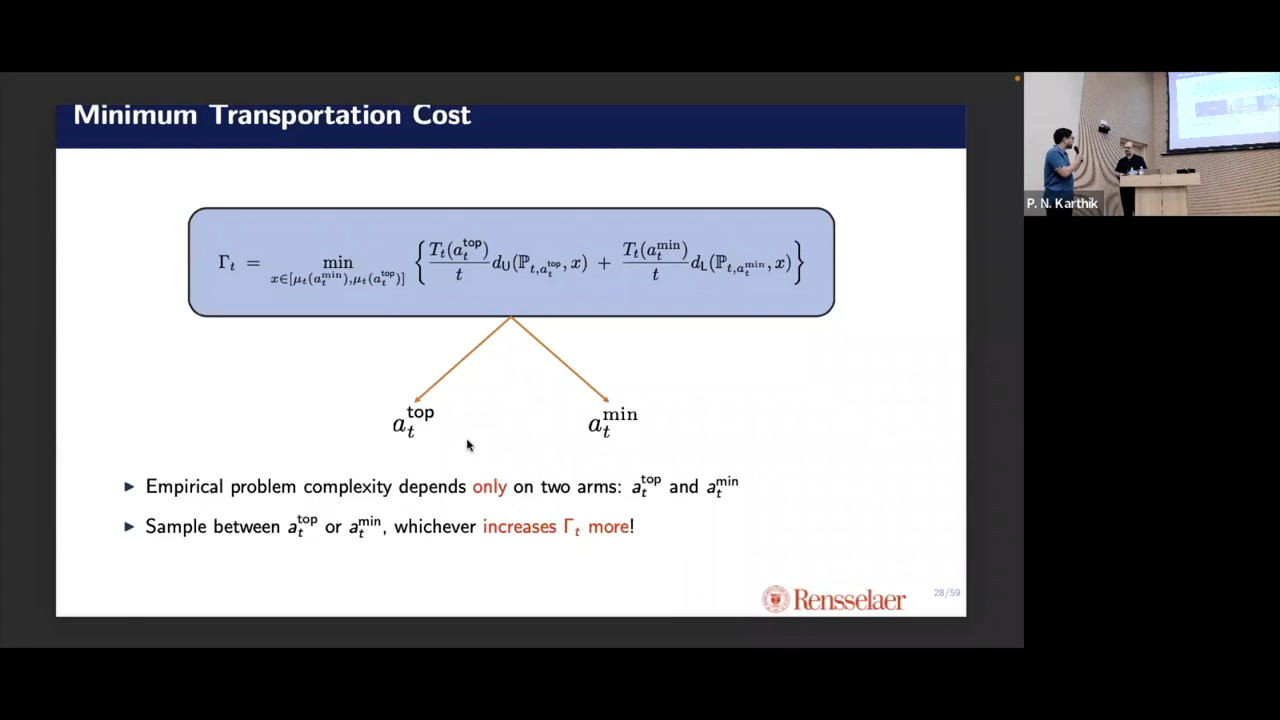 Minimum Transportation Cost
Γ_t = min_{x∈[μ_t(a_t^min),μ_t(a_t^top)]} { T_t(a_t^top)/t d_U(ℙ_{t,a_t^top}, x) + T_t(a_t^min)/t d_L(ℙ_{t,a_t^min}, x) }
a_t^top a_t^min
▶ Empirical problem complexity depends only on two arms: a_t^top and a_t^min
▶ Sample between a_t^top or a_t^min, whichever increases Γ_t more!
Rensselaer 28/59
P. N. Karthik